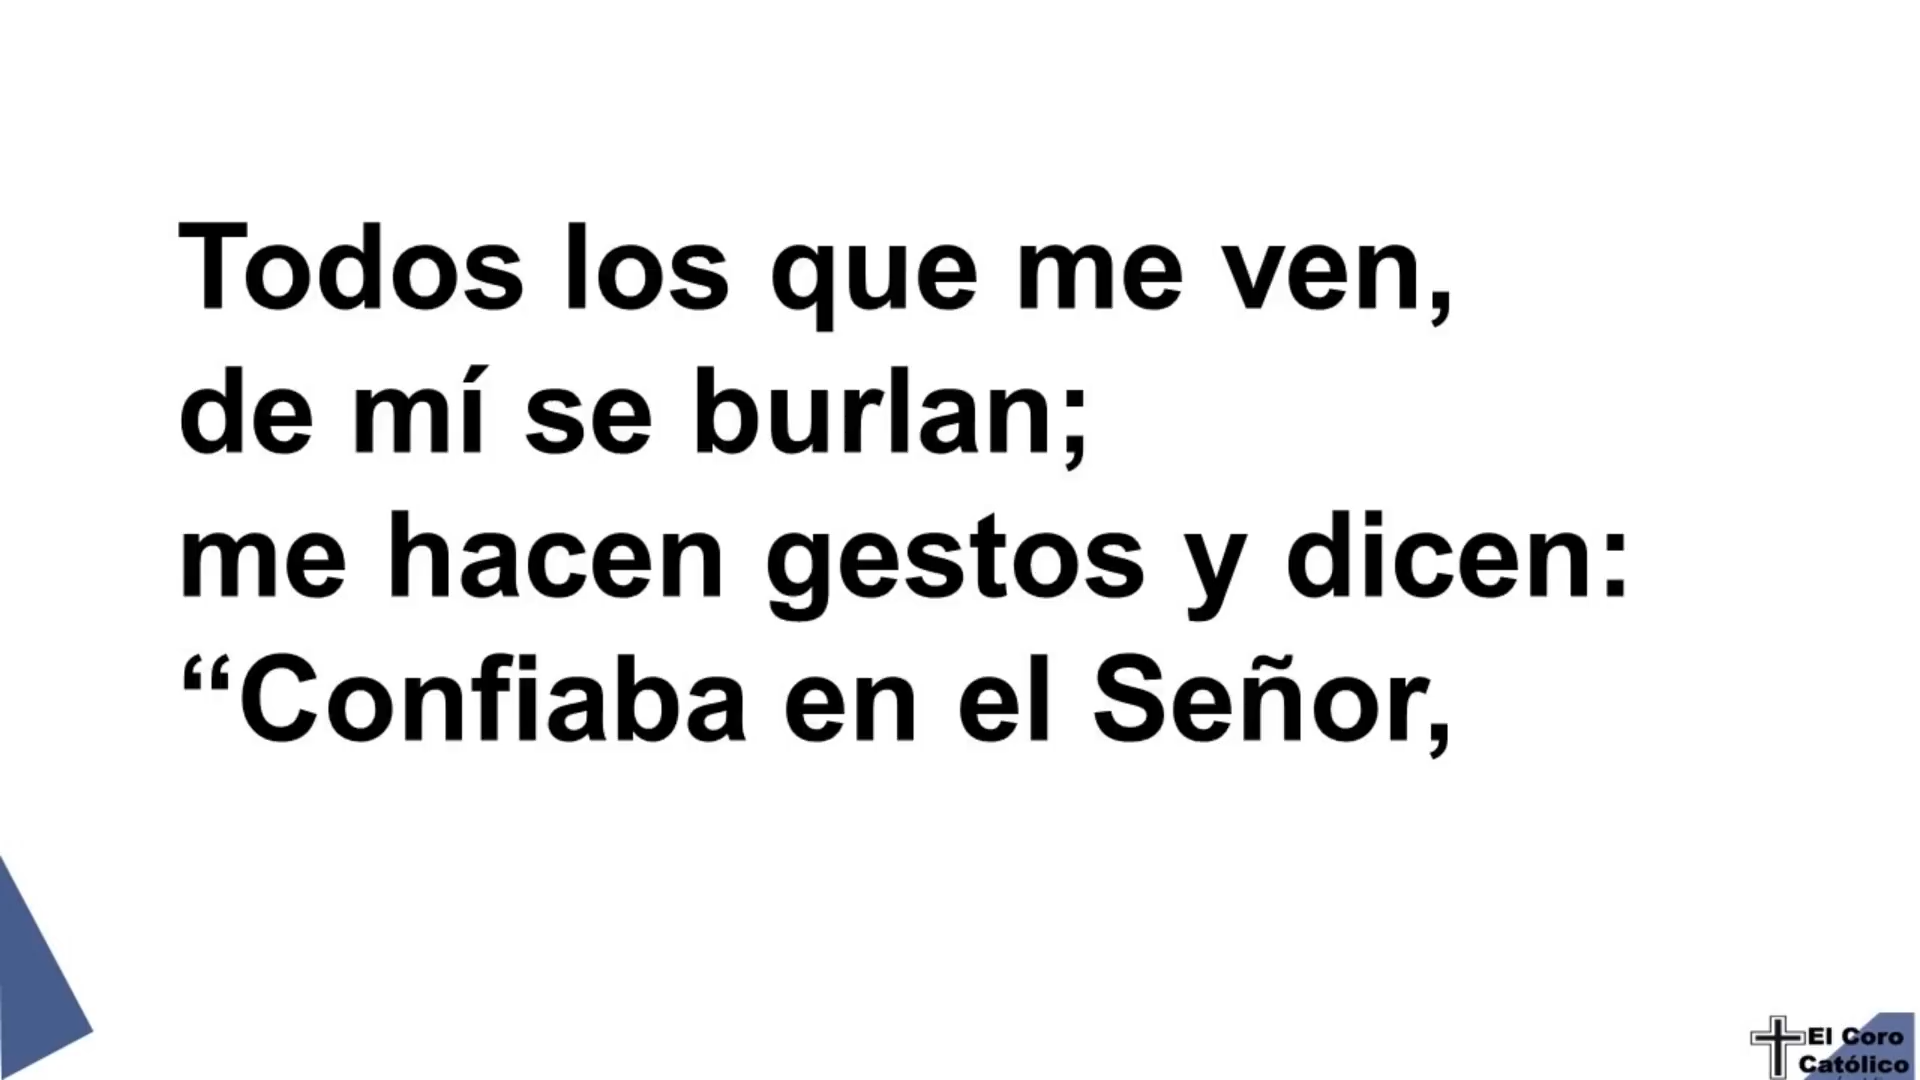 Todos los que me ven,
de mí se burlan;
me hacen gestos y dicen:
“Confiaba en el Señor,
El Coro
Católico